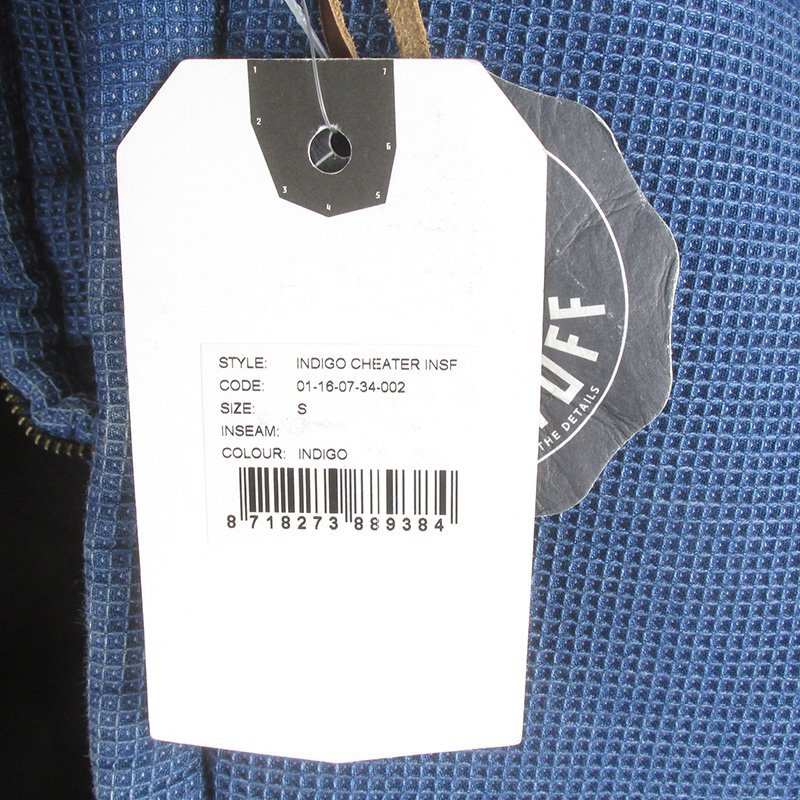 1 7
2 6
3 5
4
STYLE: INDIGO CHEATER INSF
CODE: 01-16-07-34-002
SIZE: S
INSEAM:
COLOUR: INDIGO
8 718273 889384
UFF
THE DETAILS